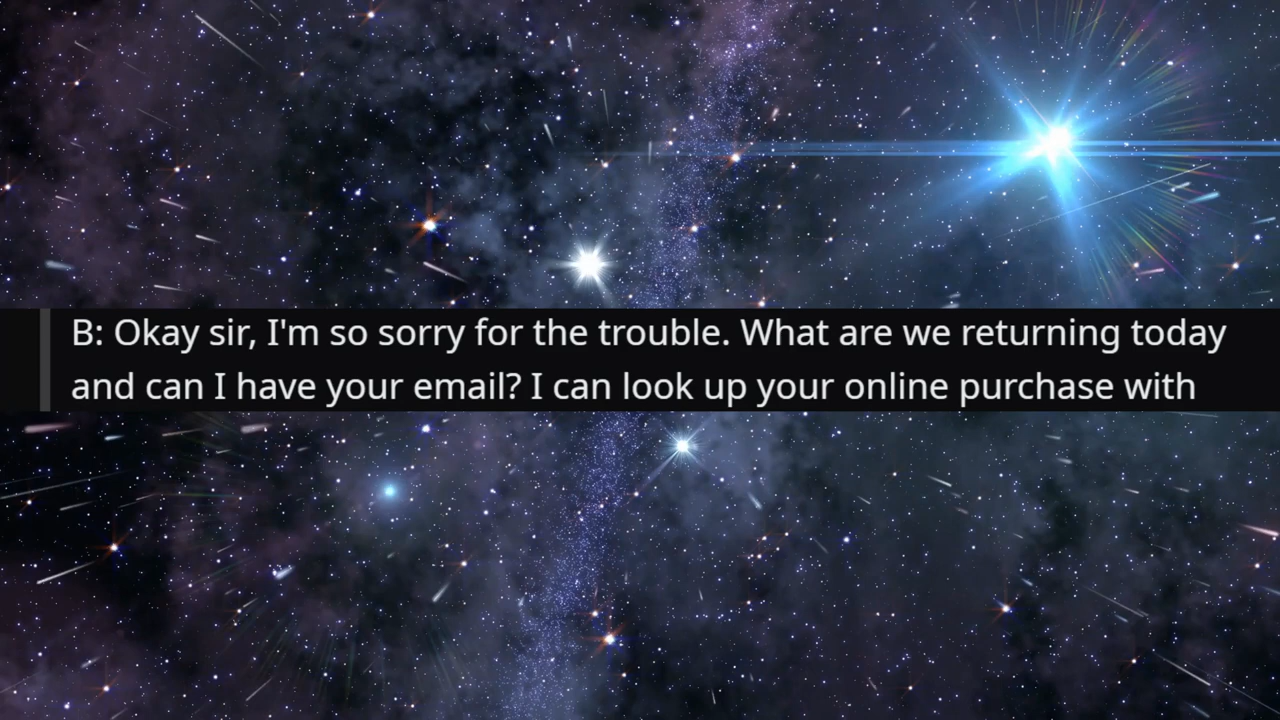 B: Okay sir, I'm so sorry for the trouble. What are we returning today
and can I have your email? I can look up your online purchase with